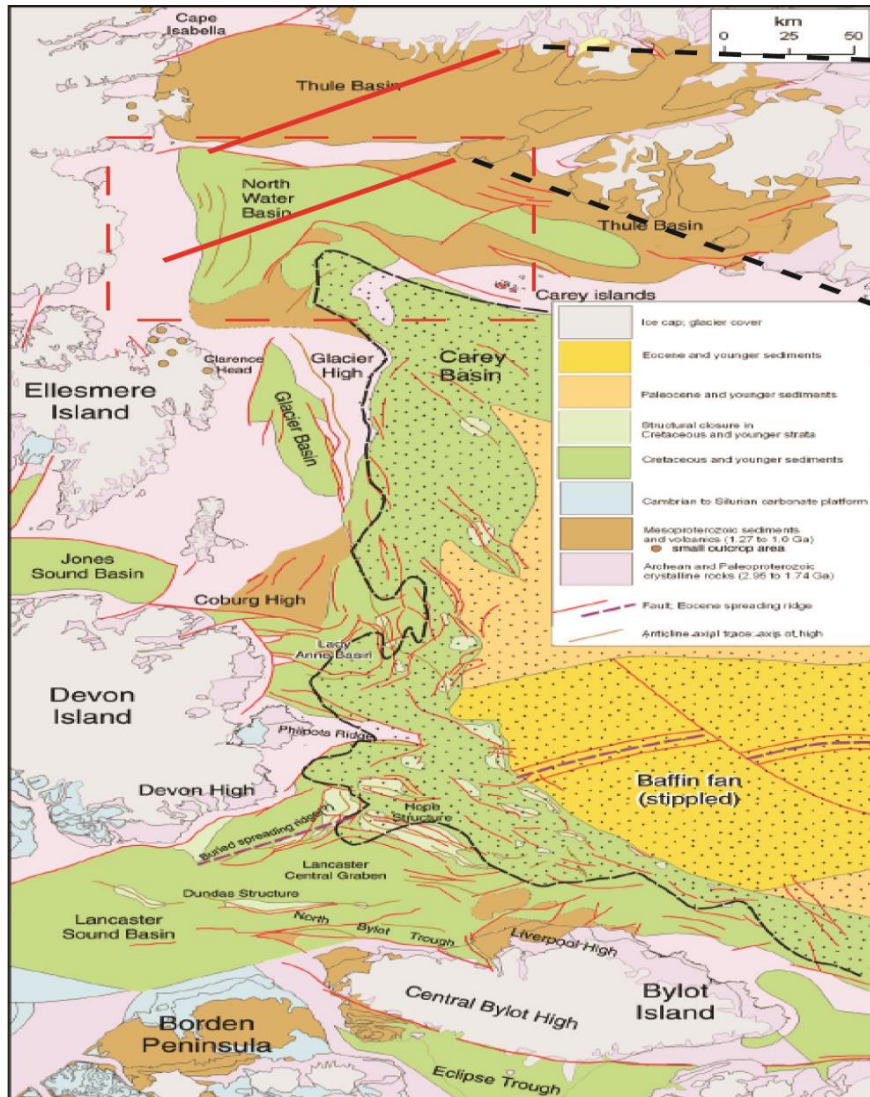 Cape
Isabella
km
0 25 50
Thule Basin
North
Water
Basin
Thule Basin
Carey islands
Clarence
Head
Glacier
High
Carey
Basin
Ellesmere
Island
Glacier Basin
Jones
Sound Basin
Coburg High
Lady
Anne Basin
Devon
Island
Philpots Ridge
Devon High
Baffin fan
(stippled)
Hope
Structure
Buried spreading ridge?
Lancaster
Central Graben
Dundas Structure
Lancaster
Sound Basin
North
Bylot
Trough
Liverpool High
Central Bylot High
Bylot
Island
Borden
Peninsula
Eclipse Trough
Ice cap; glacier cover
Eocene and younger sediments
Paleocene and younger sediments
Structural closure in
Cretaceous and younger strata
Cretaceous and younger sediments
Cambrian to Silurian carbonate platform
Mesoproterozoic sediments
and volcanics (1.27 to 1.0 Ga)
small outcrop area
Archean and Paleoproterozoic
crystalline rocks (2.95 to 1.74 Ga)
Fault; Eocene spreading ridge
Anticline axial trace; axis of high